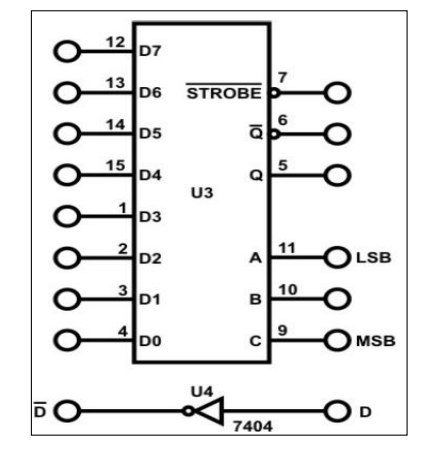 12 D7
13 D6 STROBE 7
14 D5 Q̅ 6
15 D4 Q 5
U3
1 D3
2 D2 A 11 LSB
3 D1 B 10
4 D0 C 9 MSB
U4
D̅ 7404 D